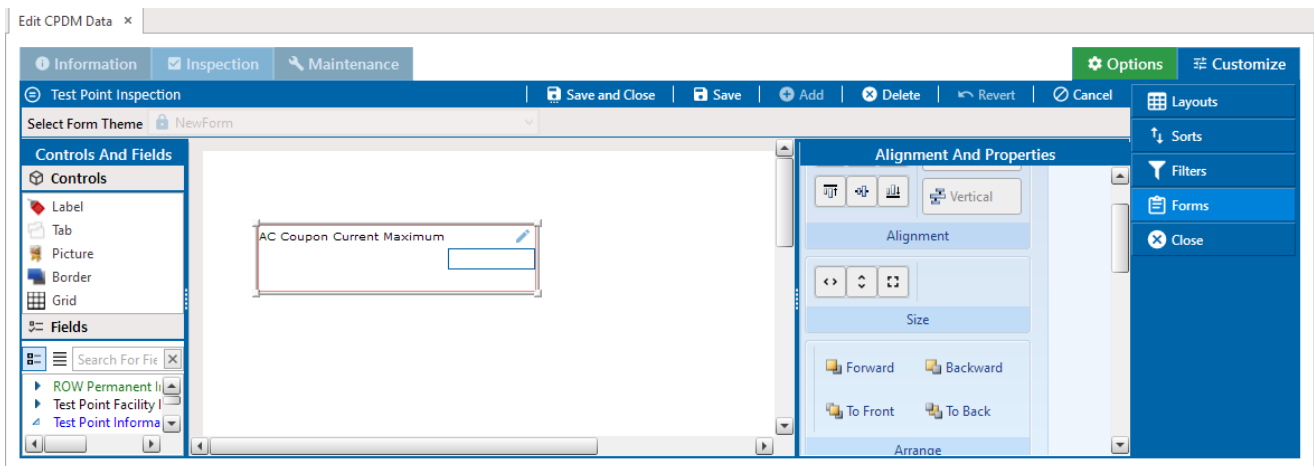 Edit CPDM Data ×
Information Inspection Maintenance Options Customize
Test Point Inspection Save and Close Save Add Delete Revert Cancel
Layouts
Select Form Theme NewForm
Sorts
Controls And Fields Alignment And Properties
Controls
Filters
Label
Vertical
Forms
Tab
AC Coupon Current Maximum
Alignment
Picture
Close
Border
Grid
Size
Fields
Search For Fie
Forward Backward
ROW Permanent
Test Point Facility
To Front To Back
Test Point Informa
Arrange